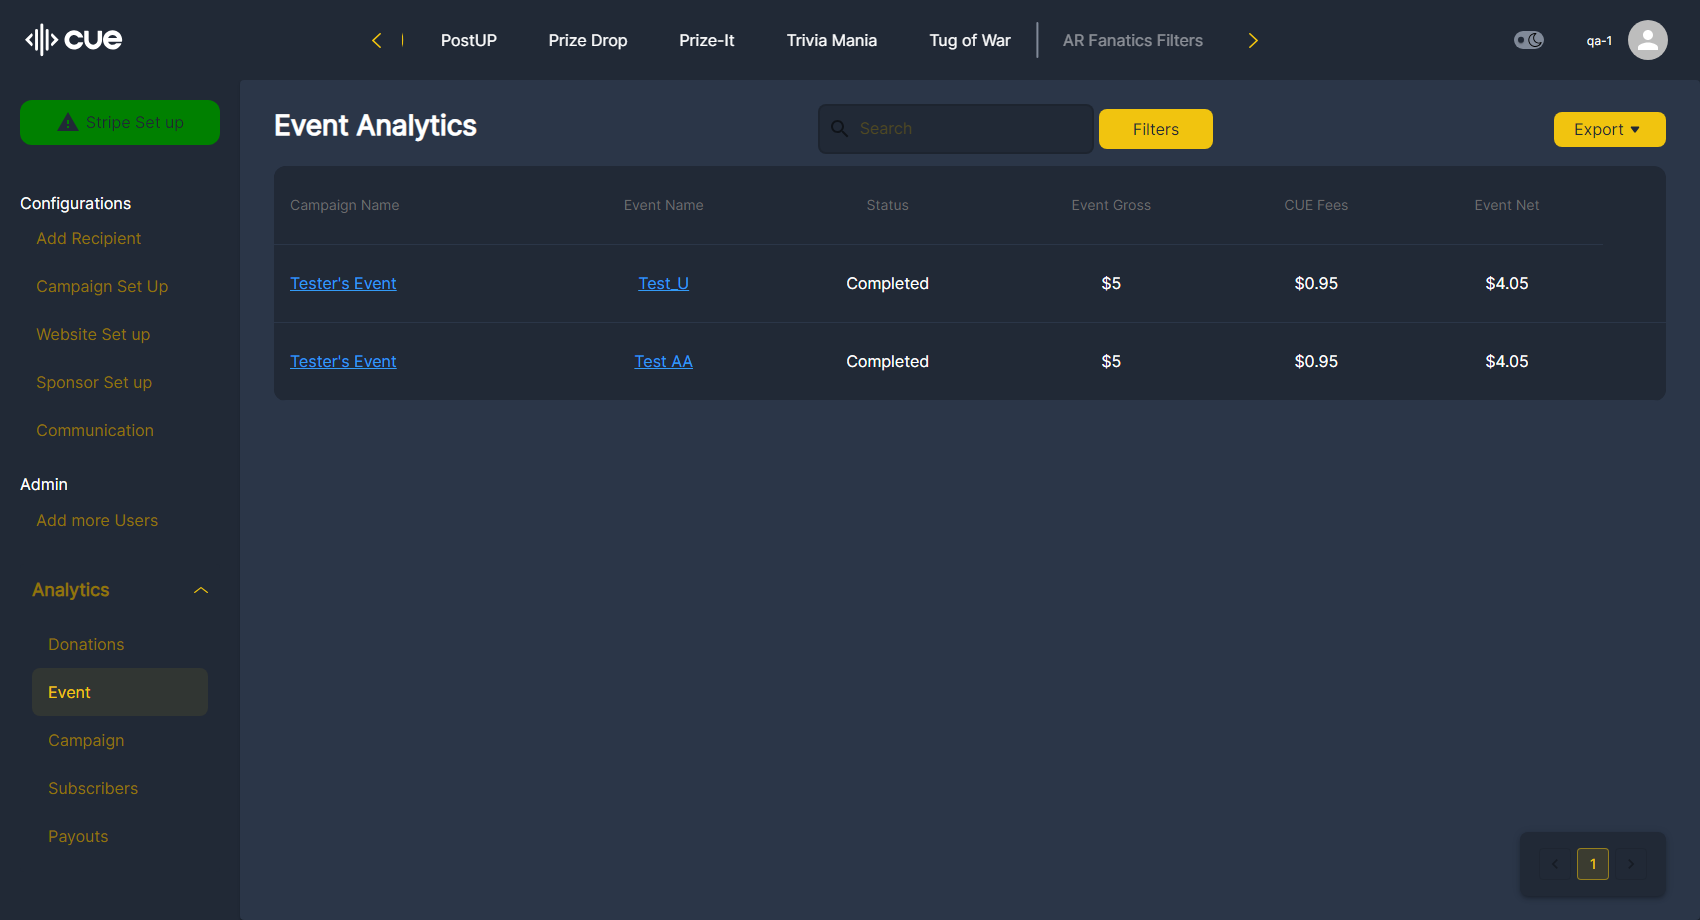 cue
PostUP
Prize Drop
Prize-It
Trivia Mania
Tug of War
AR Fanatics Filters
qa-1
Stripe Set up
Configurations
Add Recipient
Campaign Set Up
Website Set up
Sponsor Set up
Communication
Admin
Add more Users
Analytics
Donations
Event
Campaign
Subscribers
Payouts
Event Analytics
Search
Filters
Export
Campaign Name Event Name Status Event Gross CUE Fees Event Net
Tester's Event Test_U Completed $5 $0.95 $4.05
Tester's Event Test AA Completed $5 $0.95 $4.05
1